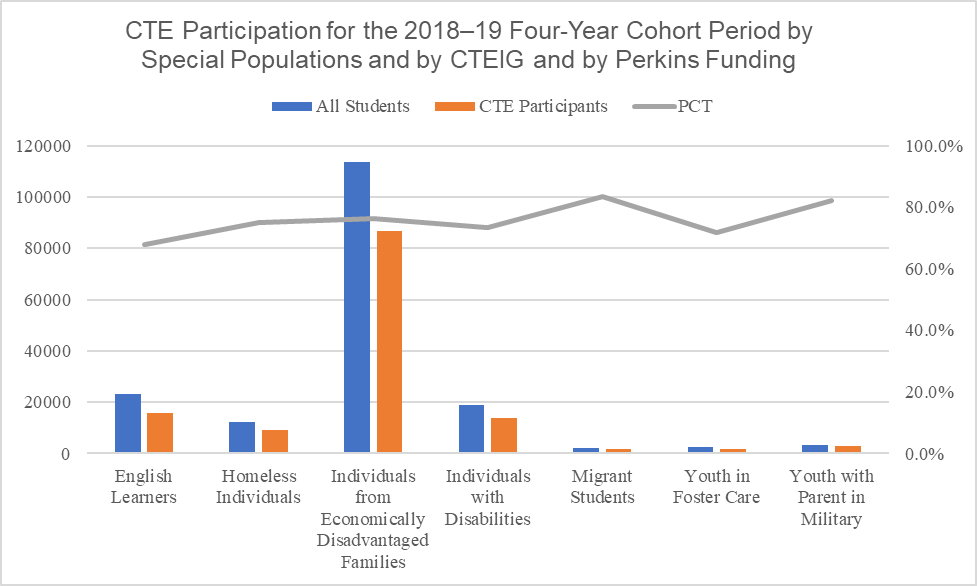 CTE Participation for the 2018–19 Four-Year Cohort Period by
Special Populations and by CTEIG and by Perkins Funding
All Students CTE Participants PCT
120000 100.0%
100000 80.0%
80000 60.0%
60000 40.0%
40000 20.0%
20000 0.0%
0
English
Learners
Homeless
Individuals
Individuals
from
Economically
Disadvantaged
Families
Individuals
with
Disabilities
Migrant
Students
Youth in
Foster Care
Youth with
Parent in
Military